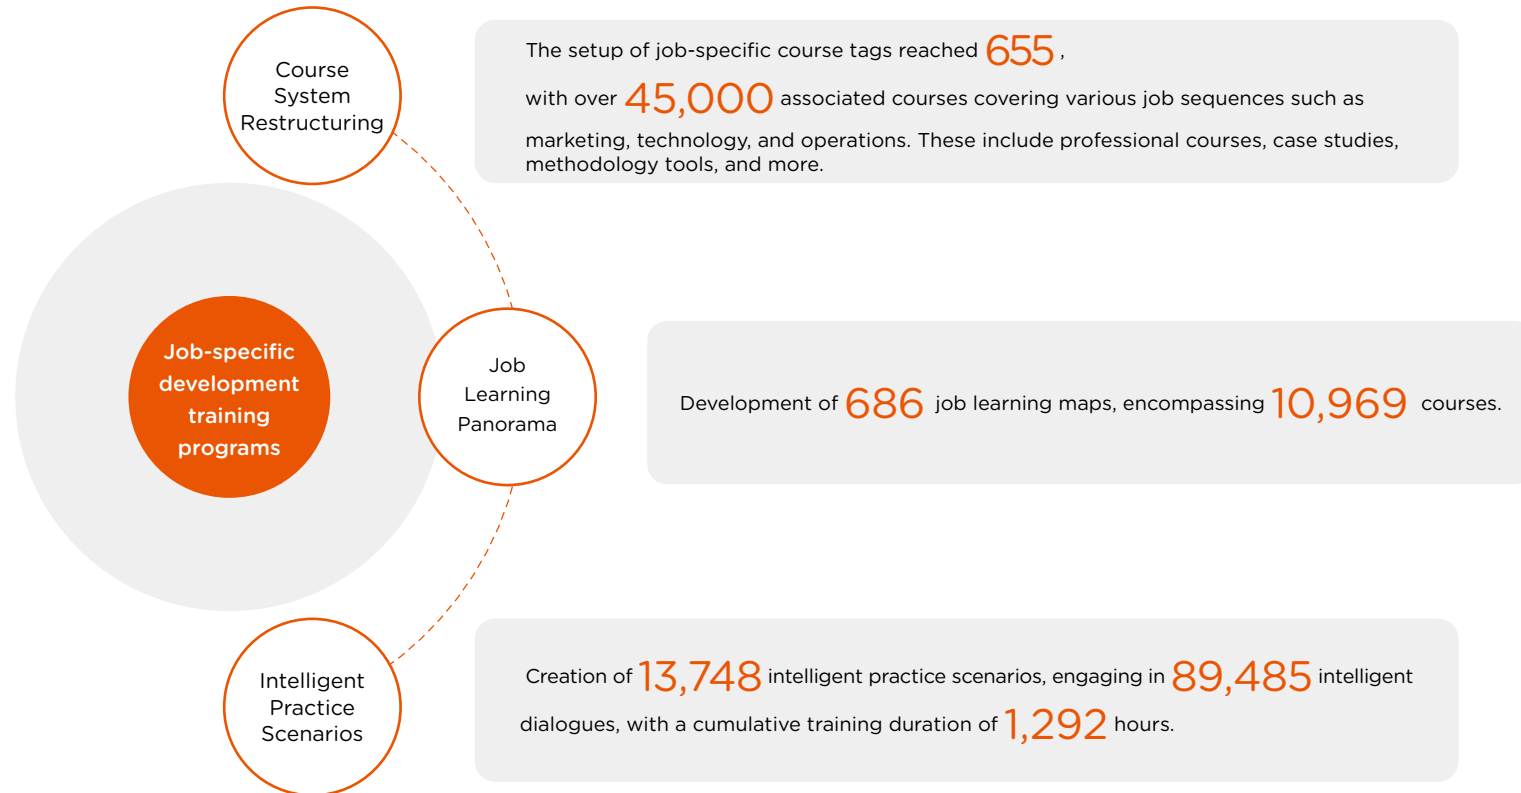 Course
System
Restructuring
The setup of job-specific course tags reached 655 ,
with over 45,000 associated courses covering various job sequences such as
marketing, technology, and operations. These include professional courses, case studies,
methodology tools, and more.
Job-specific
development
training
programs
Job
Learning
Panorama
Development of 686 job learning maps, encompassing 10,969 courses.
Intelligent
Practice
Scenarios
Creation of 13,748 intelligent practice scenarios, engaging in 89,485 intelligent
dialogues, with a cumulative training duration of 1,292 hours.